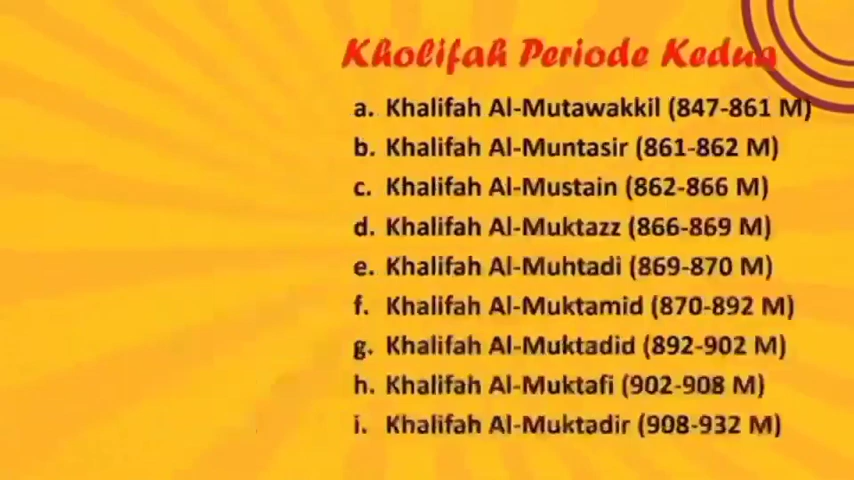 Kholifah Periode Kedua
a. Khalifah Al-Mutawakkil (847-861 M)
b. Khalifah Al-Muntasir (861-862 M)
c. Khalifah Al-Mustain (862-866 M)
d. Khalifah Al-Muktazz (866-869 M)
e. Khalifah Al-Muhtadi (869-870 M)
f. Khalifah Al-Muktamid (870-892 M)
g. Khalifah Al-Muktadid (892-902 M)
h. Khalifah Al-Muktafi (902-908 M)
i. Khalifah Al-Muktadir (908-932 M)